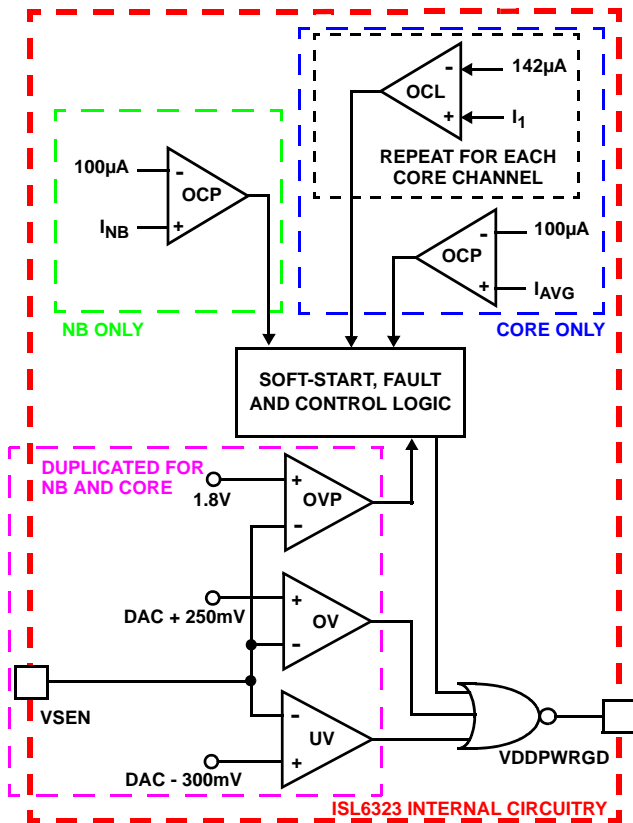 -
142µA
OCL
+
I1
REPEAT FOR EACH
CORE CHANNEL
100µA
-
OCP
INB
+
-
100µA
OCP
+
IAVG
NB ONLY
CORE ONLY
SOFT-START, FAULT
AND CONTROL LOGIC
DUPLICATED FOR
NB AND CORE
+
1.8V
OVP
-
+
DAC + 250mV
OV
-
VSEN
-
UV
DAC - 300mV
+
VDDPWRGD
ISL6323 INTERNAL CIRCUITRY